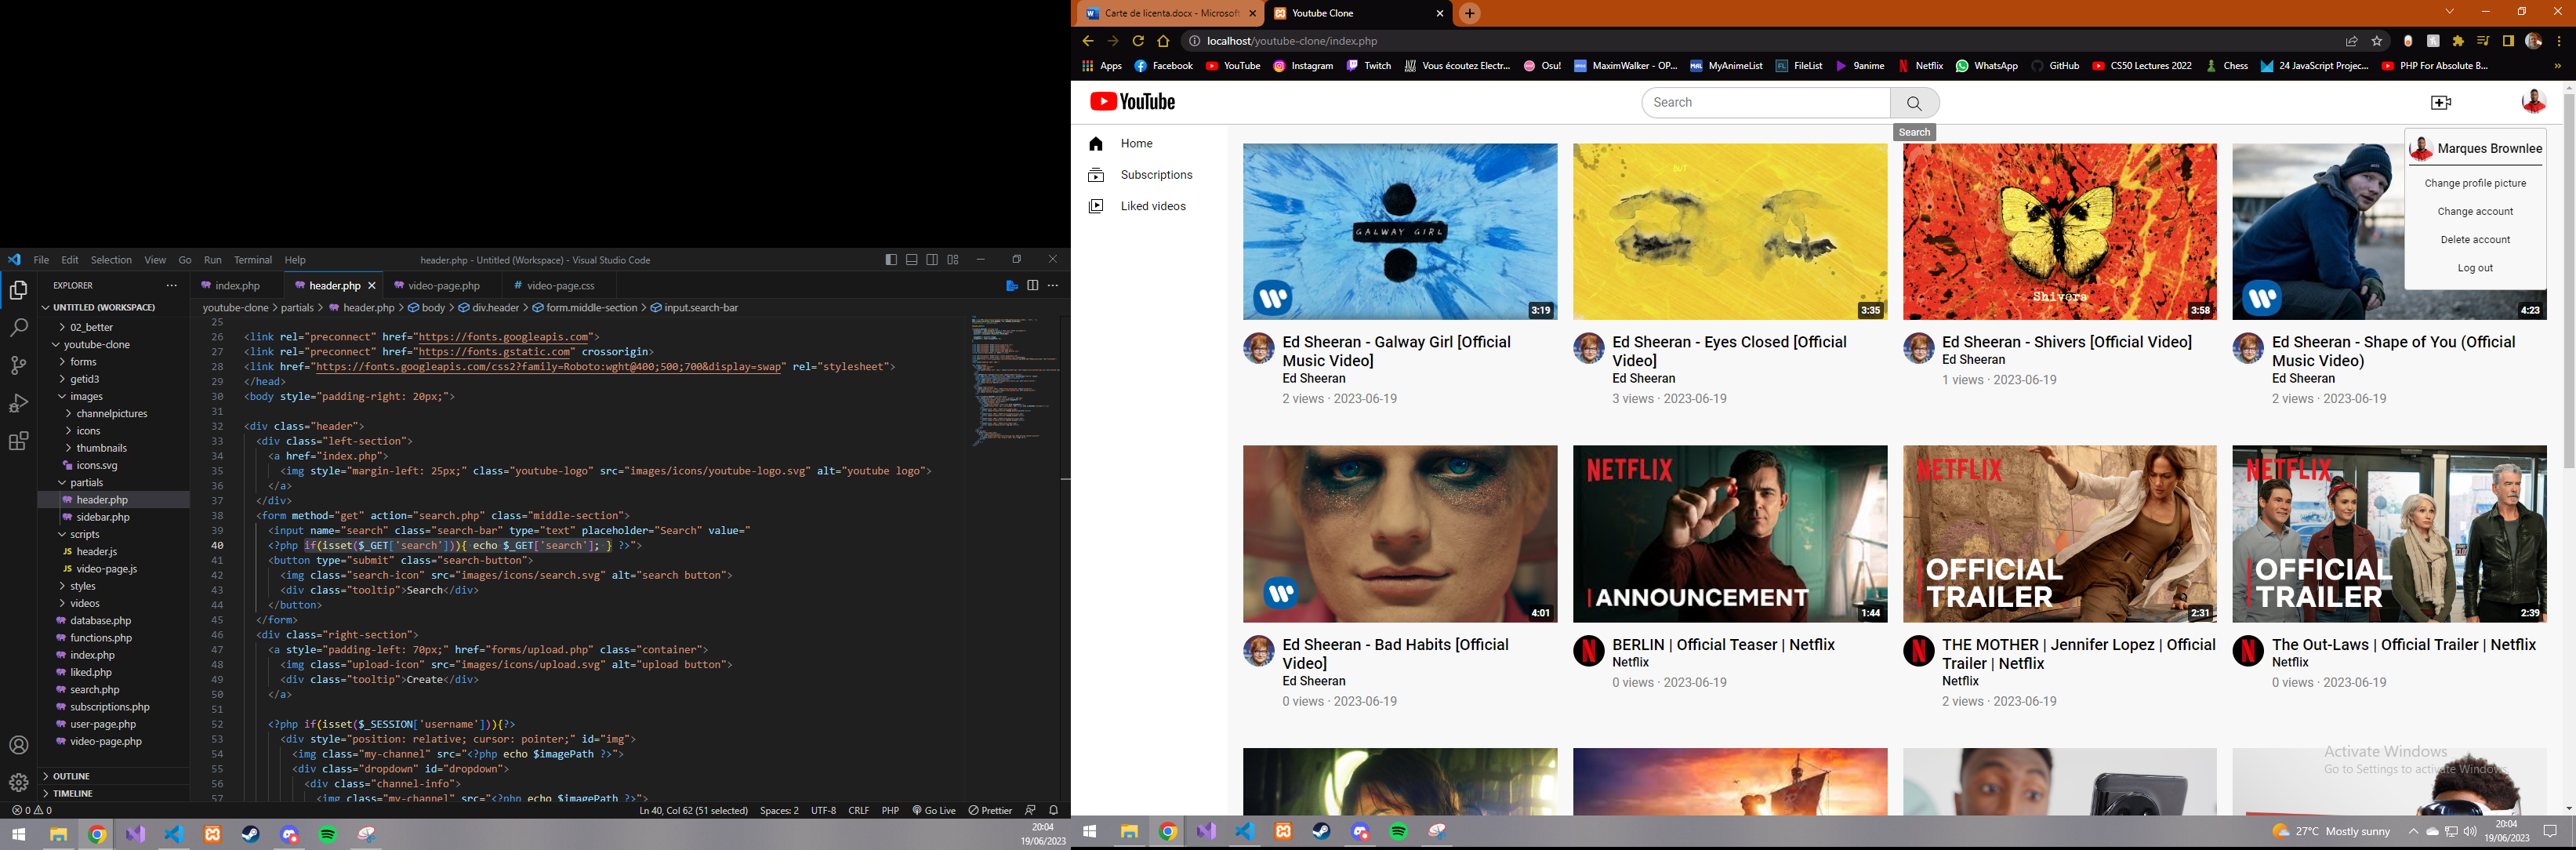 File Edit Selection View Go Run Terminal Help
header.php - Untitled (Workspace) - Visual Studio Code
EXPLORER
UNTITLED (WORKSPACE)
02_better
youtube-clone
forms
getid3
images
channelpictures
icons
thumbnails
icons.svg
partials
header.php
sidebar.php
scripts
JS header.js
JS video-page.js
styles
videos
database.php
functions.php
index.php
liked.php
search.php
subscriptions.php
user-page.php
video-page.php
OUTLINE
TIMELINE
index.php header.php video-page.php # video-page.css
youtube-clone > partials > header.php > body > div.header > form.middle-section > input.search-bar
25
26 <link rel="preconnect" href="https://fonts.googleapis.com">
27 <link rel="preconnect" href="https://fonts.gstatic.com" crossorigin>
28 <link href="https://fonts.googleapis.com/css2?family=Roboto:wght@400;500;700&display=swap" rel="stylesheet">
29 </head>
30 <body style="padding-right: 20px;">
31
32 <div class="header">
33 <div class="left-section">
34 <a href="index.php">
35 <img style="margin-left: 25px;" class="youtube-logo" src="images/icons/youtube-logo.svg" alt="youtube logo">
36 </a>
37 </div>
38 <form method="get" action="search.php" class="middle-section">
39 <input name="search" class="search-bar" type="text" placeholder="Search" value="
40 <?php if(isset($_GET['search'])){ echo $_GET['search']; } ?>">
41 <button type="submit" class="search-button">
42 <img class="search-icon" src="images/icons/search.svg" alt="search button">
43 <div class="tooltip">Search</div>
44 </button>
45 </form>
46 <div class="right-section">
47 <a style="padding-left: 70px;" href="forms/upload.php" class="container">
48 <img class="upload-icon" src="images/icons/upload.svg" alt="upload button">
49 <div class="tooltip">Create</div>
50 </a>
51
52 <?php if(isset($_SESSION['username'])){?>
53 <div style="position: relative; cursor: pointer;" id="img">
54 <img class="my-channel" src="<?php echo $imagePath ?>">
55 <div class="dropdown" id="dropdown">
56 <div class="channel-info">
57 <img class="my-channel" src="<?php echo $imagePath ?>">
0 0
Ln 40, Col 62 (51 selected) Spaces: 2 UTF-8 CRLF PHP Go Live Prettier
20:04
19/06/2023
Carte de licenta.docx - Microsoft
Youtube Clone
localhost/youtube-clone/index.php
Apps Facebook YouTube Instagram Twitch Vous écoutez Electr... Osu! MaximWalker - OP... MyAnimeList FileList 9anime Netflix WhatsApp GitHub CS50 Lectures 2022 Chess 24 JavaScript Projec... PHP For Absolute B... »
YouTube
Search
Search
Home
Subscriptions
Liked videos
Marques Brownlee
Change profile picture
Change account
Delete account
Log out
GALWAY GIRL
3:19
3:35
Shivers
3:58
4:23
Ed Sheeran - Galway Girl [Official Music Video]
Ed Sheeran
2 views · 2023-06-19
Ed Sheeran - Eyes Closed [Official Video]
Ed Sheeran
3 views · 2023-06-19
Ed Sheeran - Shivers [Official Video]
Ed Sheeran
1 views · 2023-06-19
Ed Sheeran - Shape of You (Official Music Video)
Ed Sheeran
2 views · 2023-06-19
4:01
NETFLIX
ANNOUNCEMENT
1:44
NETFLIX
OFFICIAL
TRAILER
2:31
NETFLIX
OFFICIAL
TRAILER
2:39
Ed Sheeran - Bad Habits [Official Video]
Ed Sheeran
0 views · 2023-06-19
BERLIN | Official Teaser | Netflix
Netflix
0 views · 2023-06-19
THE MOTHER | Jennifer Lopez | Official Trailer | Netflix
Netflix
2 views · 2023-06-19
The Out-Laws | Official Trailer | Netflix
Netflix
0 views · 2023-06-19
Activate Windows
Go to Settings to activate Windows.
27°C Mostly sunny
20:04
19/06/2023